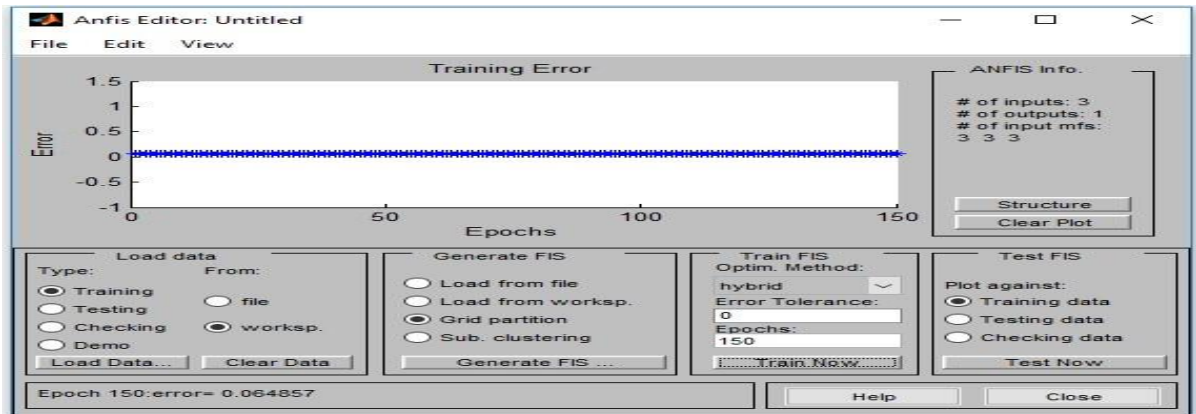 Anfis Editor: Untitled
File Edit View
Training Error
1.5
1
0.5
0
-0.5
-1
Error
0 50 100 150
Epochs
ANFIS Info.
# of inputs: 3
# of outputs: 1
# of input mfs:
3 3 3
Structure
Clear Plot
Load data
Type: From:
Training
Testing
Checking
Demo
file
worksp.
Load Data... Clear Data
Generate FIS
Load from file
Load from worksp.
Grid partition
Sub. clustering
Generate FIS ...
Train FIS
Optim. Method:
hybrid
Error Tolerance:
0
Epochs:
150
Train Now
Test FIS
Plot against:
Training data
Testing data
Checking data
Test Now
Epoch 150:error= 0.064857
Help Close